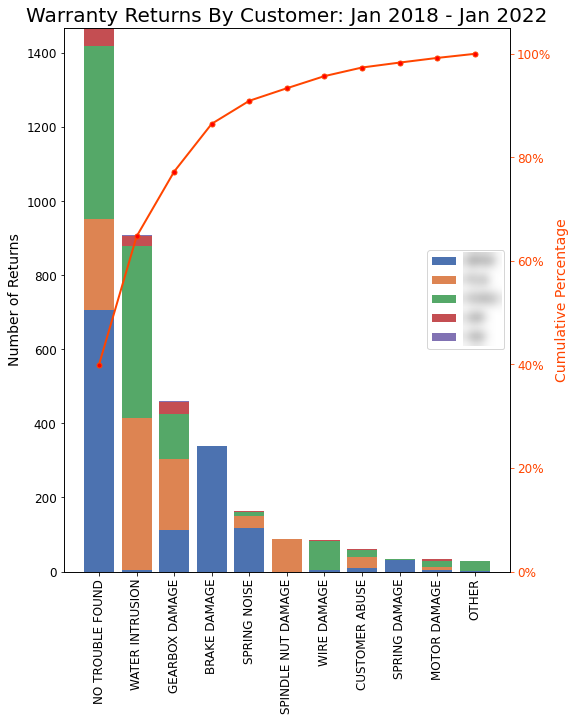 Warranty Returns By Customer: Jan 2018 - Jan 2022
1400
1200
1000
800
600
400
200
0
Number of Returns
100%
80%
60%
40%
20%
0%
Cumulative Percentage
NO TROUBLE FOUND
WATER INTRUSION
GEARBOX DAMAGE
BRAKE DAMAGE
SPRING NOISE
SPINDLE NUT DAMAGE
WIRE DAMAGE
CUSTOMER ABUSE
SPRING DAMAGE
MOTOR DAMAGE
OTHER